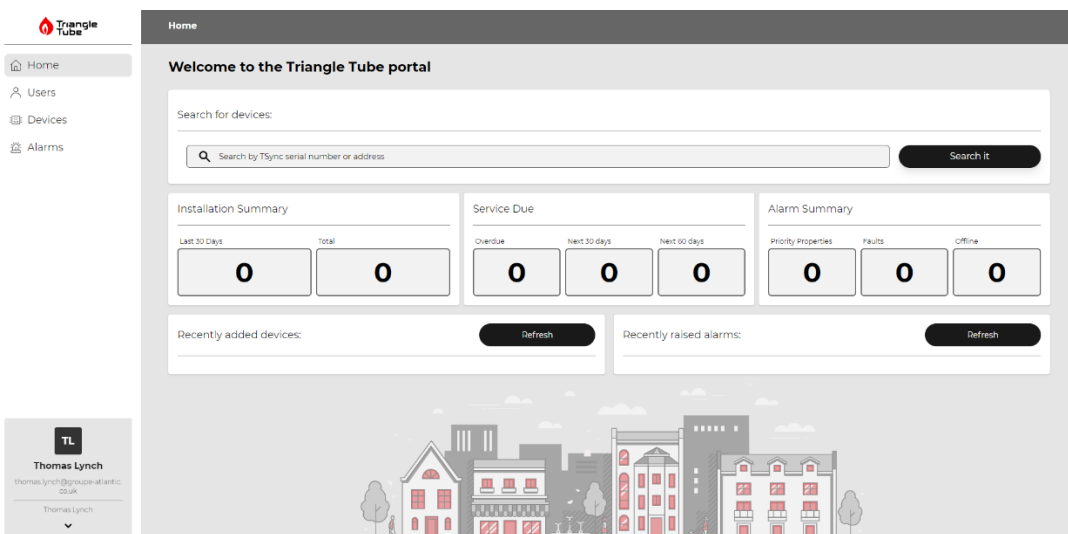 Triangle
Tube
Home
Home
Users
Devices
Alarms
Welcome to the Triangle Tube portal
Search for devices:
Search by TSync serial number or address
Search it
Installation Summary
Last 30 Days Total
0 0
Service Due
Overdue Next 30 days Next 60 days
0 0 0
Alarm Summary
Priority Properties Faults Offline
0 0 0
Recently added devices:
Refresh
Recently raised alarms:
Refresh
TL
Thomas Lynch
thomas.lynch@groupe-atlantic.
co.uk
Thomas Lynch